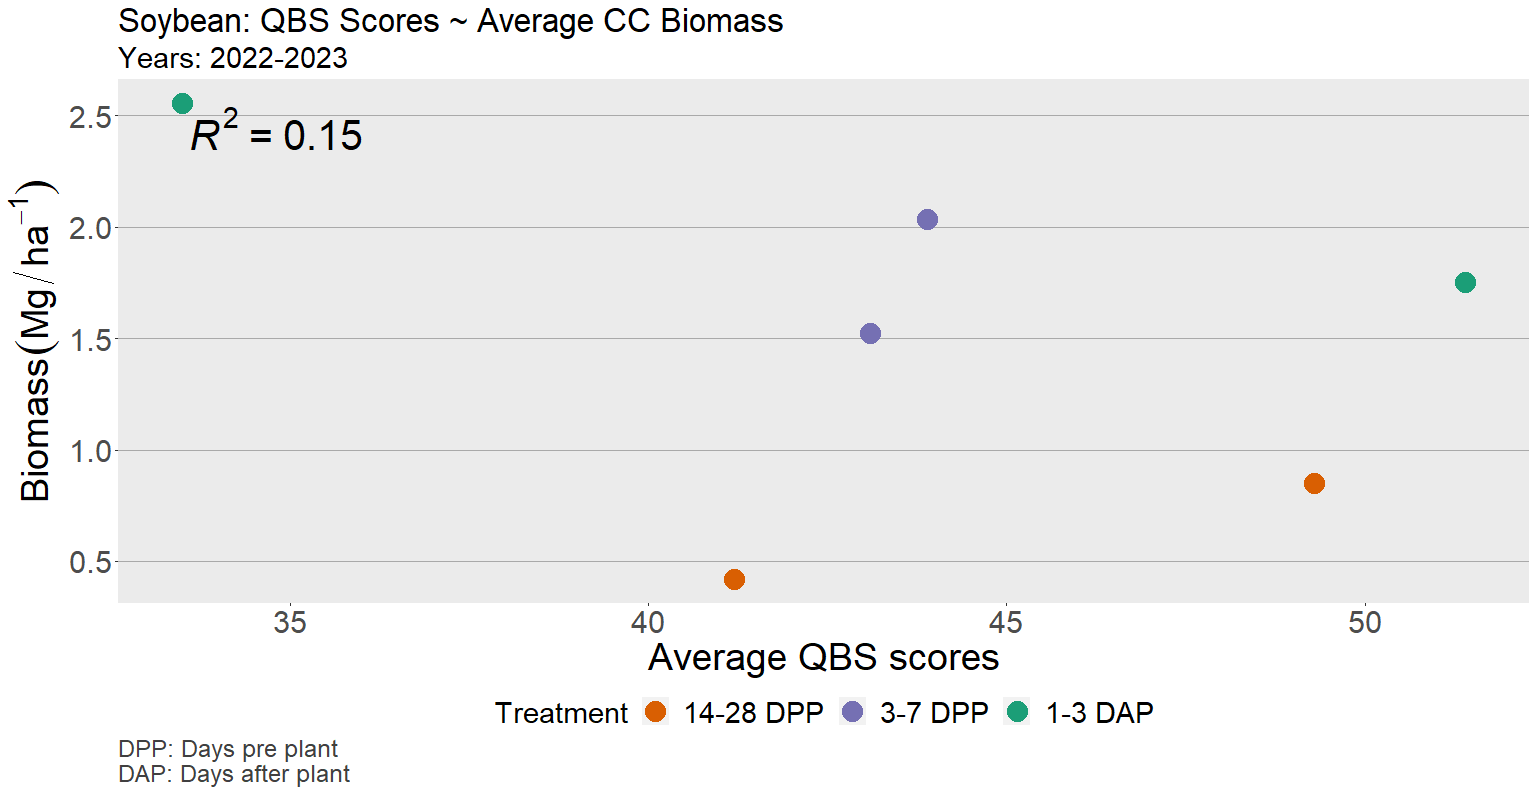 Soybean: QBS Scores ~ Average CC Biomass
Years: 2022-2023
R² = 0.15
Biomass(Mg/ha⁻¹)
2.5
2.0
1.5
1.0
0.5
35 40 45 50
Average QBS scores
Treatment 14-28 DPP 3-7 DPP 1-3 DAP
DPP: Days pre plant
DAP: Days after plant